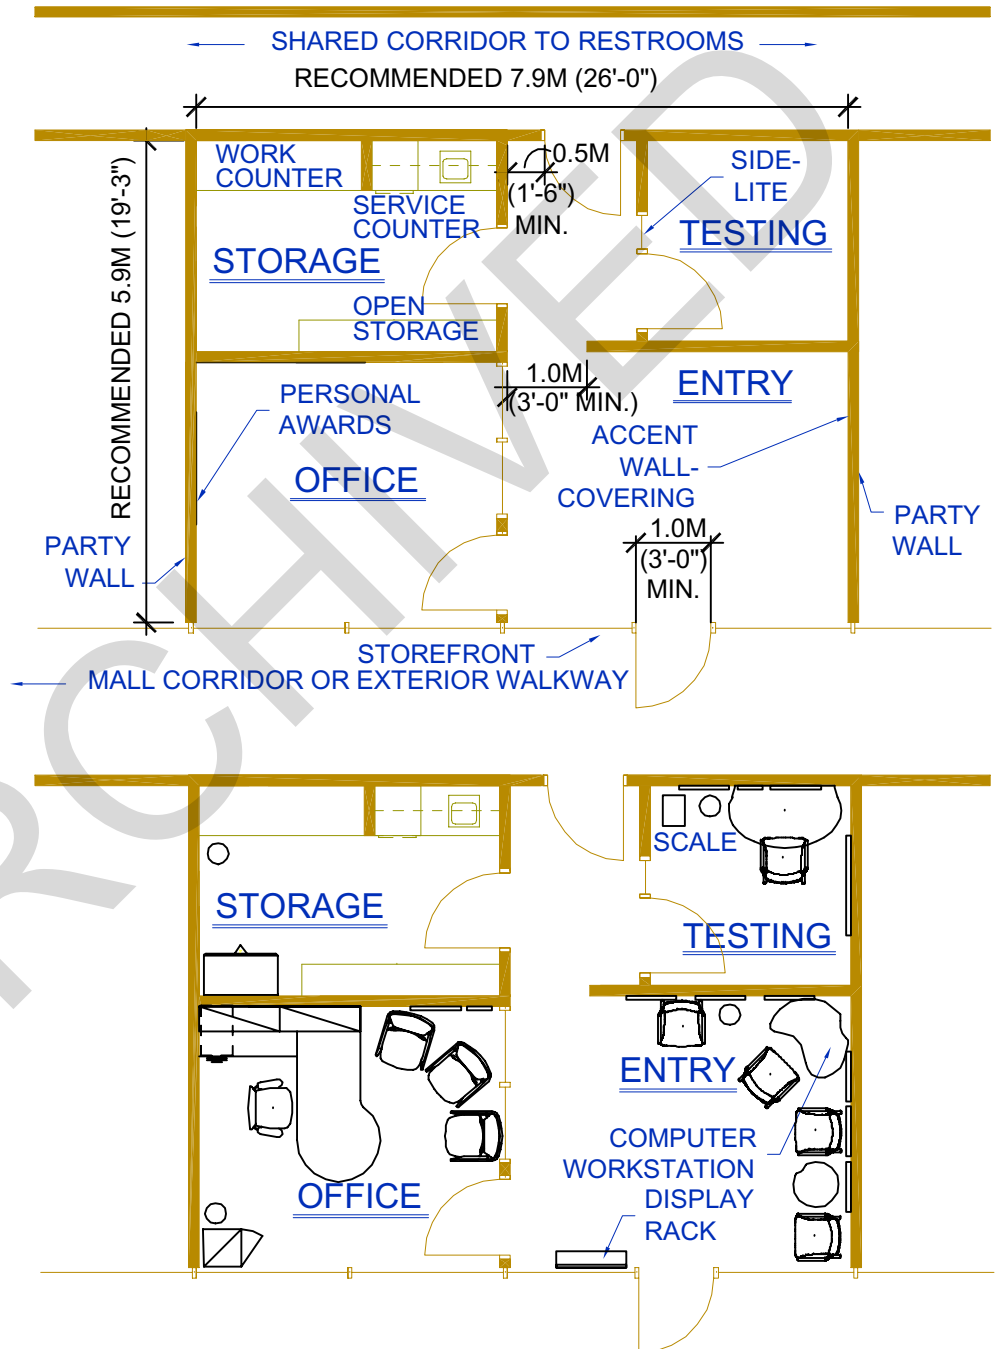 SHARED CORRIDOR TO RESTROOMS
RECOMMENDED 7.9M (26'-0")
RECOMMENDED 5.9M (19'-3")
WORK
COUNTER
SERVICE
COUNTER
0.5M
(1'-6")
MIN.
SIDE-
LITE
TESTING
STORAGE
OPEN
STORAGE
1.0M
(3'-0" MIN.)
ENTRY
PERSONAL
AWARDS
OFFICE
ACCENT
WALL-
COVERING
PARTY
WALL
1.0M
(3'-0")
MIN.
PARTY
WALL
STOREFRONT
MALL CORRIDOR OR EXTERIOR WALKWAY
SCALE
STORAGE
TESTING
ENTRY
COMPUTER
WORKSTATION
DISPLAY
RACK
OFFICE
ARCHIVED